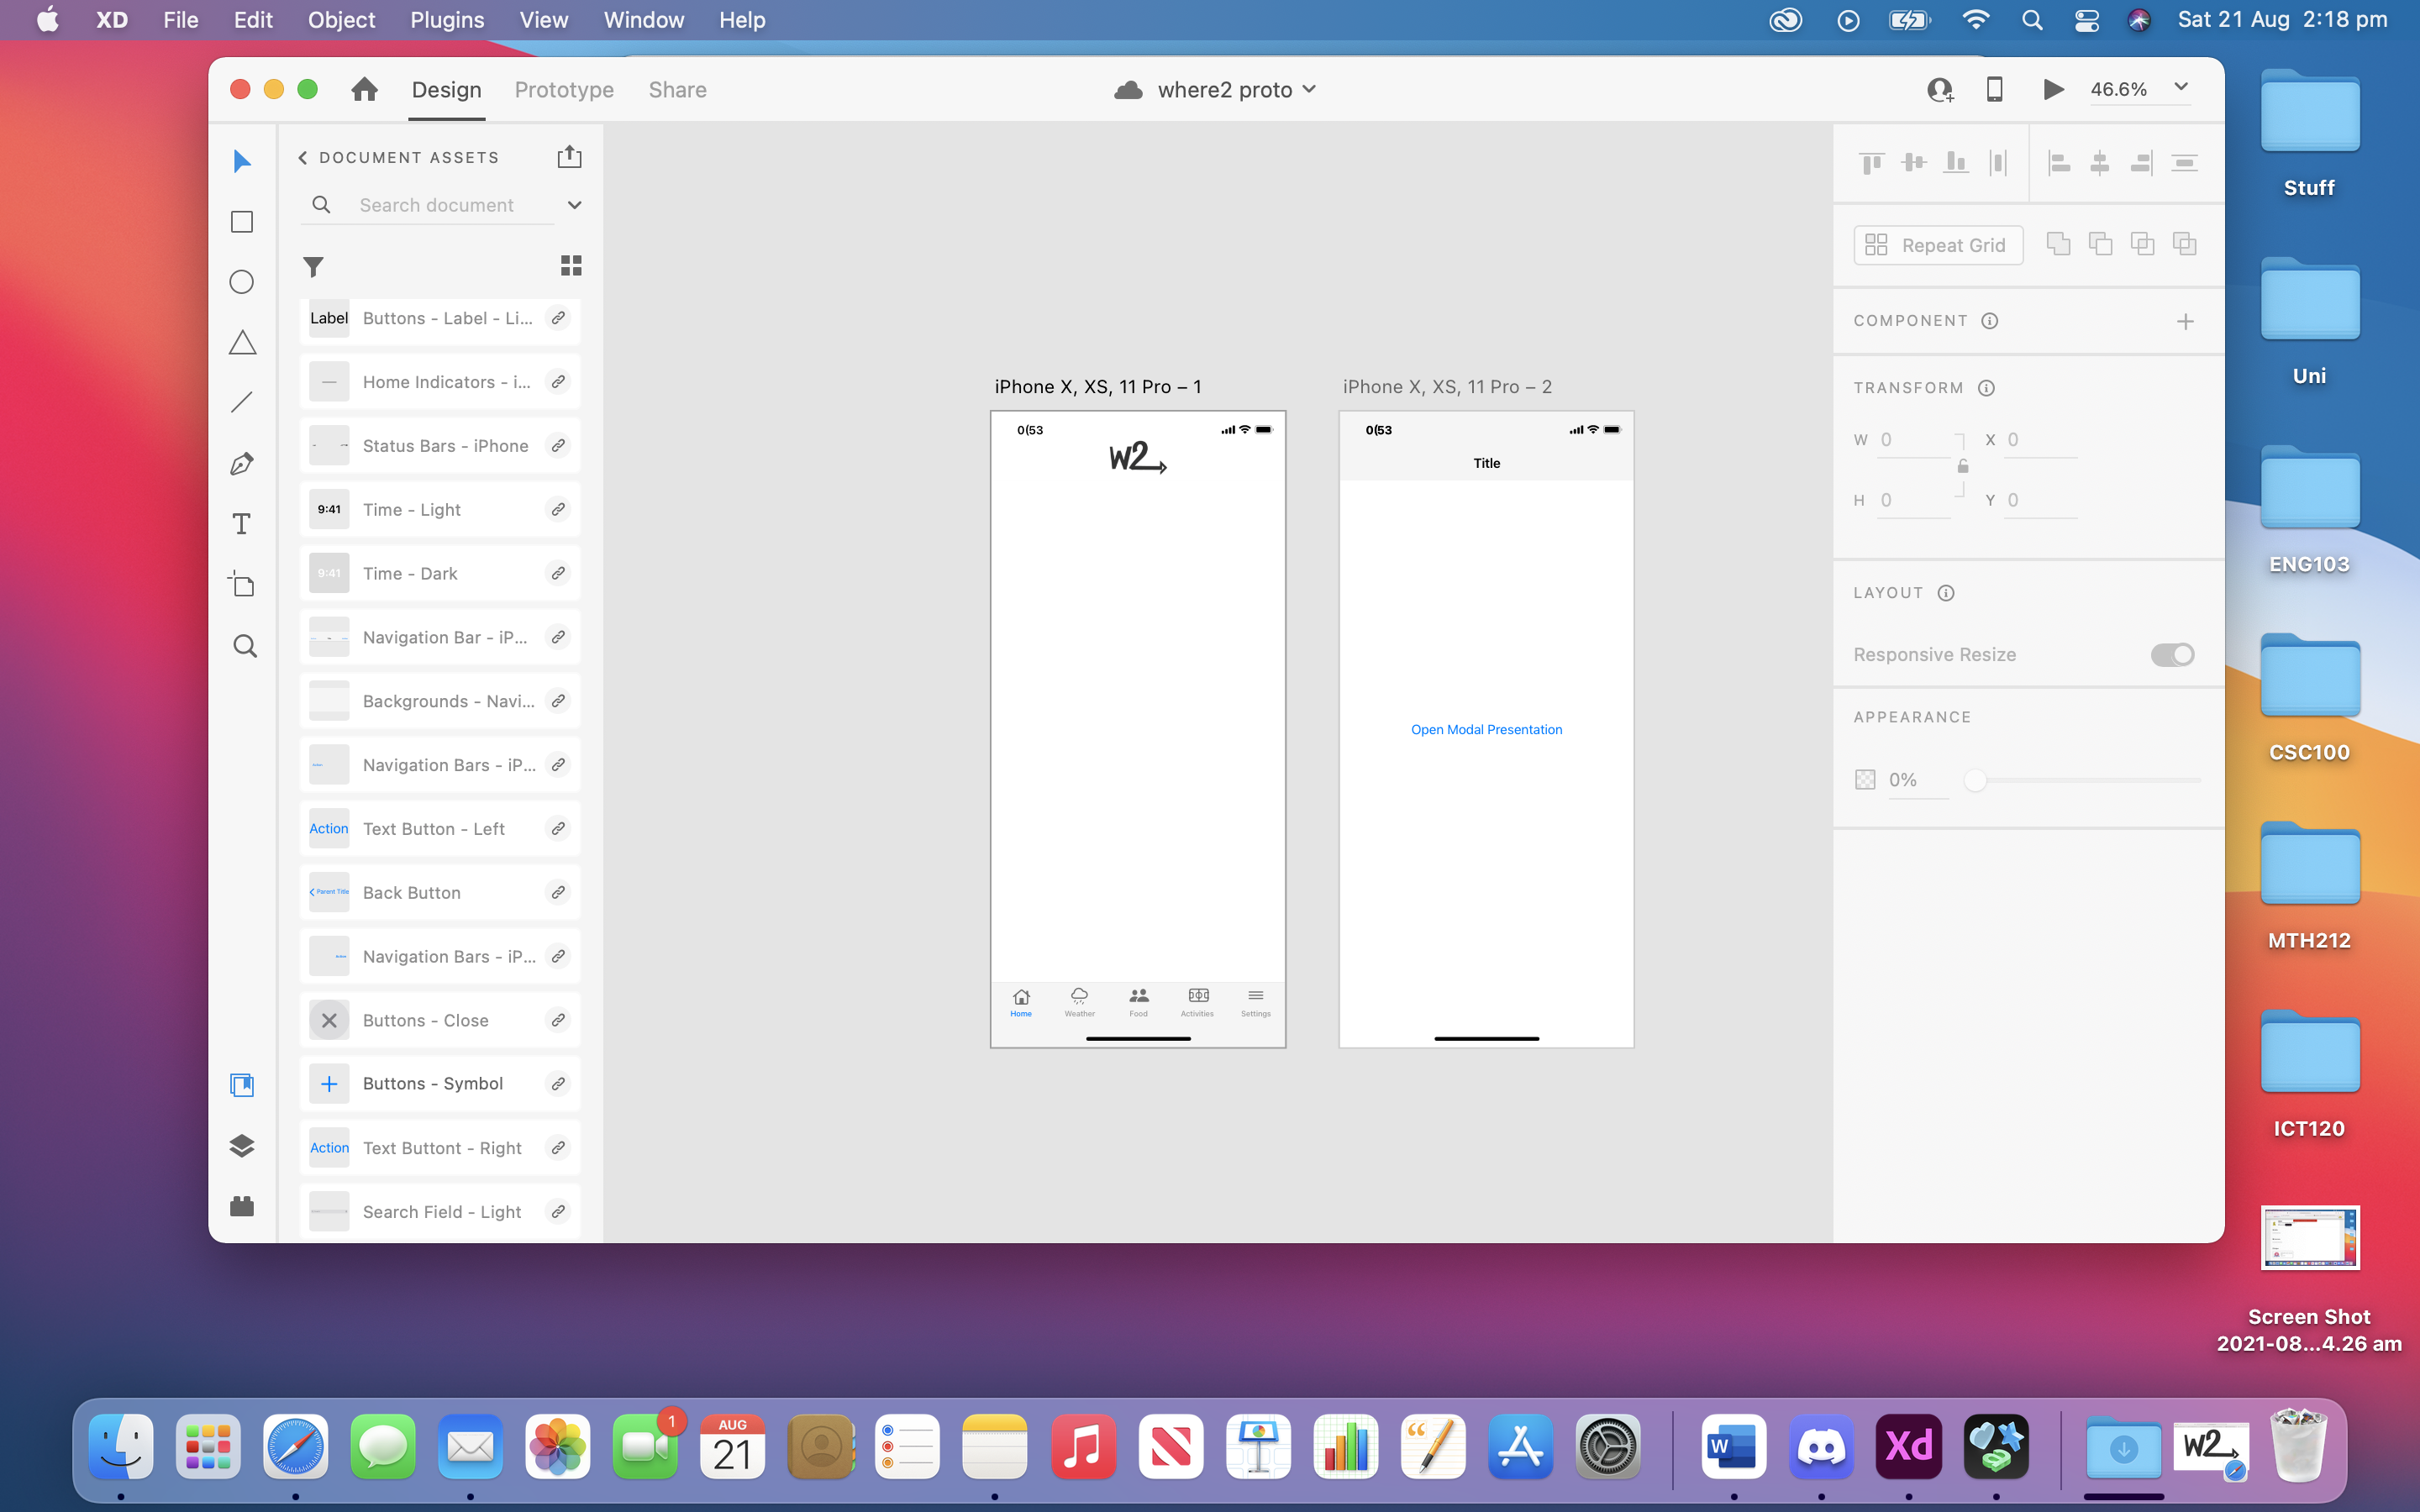 XD File Edit Object Plugins View Window Help Sat 21 Aug 2:18 pm
Design Prototype Share where2 proto 46.6%
DOCUMENT ASSETS
Search document
Label Buttons - Label - Li...
Home Indicators - i...
Status Bars - iPhone
9:41 Time - Light
9:41 Time - Dark
Navigation Bar - iP...
Backgrounds - Navi...
Navigation Bars - iP...
Action Text Button - Left
Parent Title Back Button
Navigation Bars - iP...
Buttons - Close
Buttons - Symbol
Action Text Buttont - Right
Search Field - Light
iPhone X, XS, 11 Pro – 1
0(53
W2
Home Weather Food Activities Settings
iPhone X, XS, 11 Pro – 2
0(53
Title
Open Modal Presentation
Repeat Grid
COMPONENT
TRANSFORM
W 0 X 0
H 0 Y 0
LAYOUT
Responsive Resize
APPEARANCE
0%
Stuff
Uni
ENG103
CSC100
MTH212
ICT120
Screen Shot
2021-08...4.26 am
1
AUG
21
W
Xd
W2